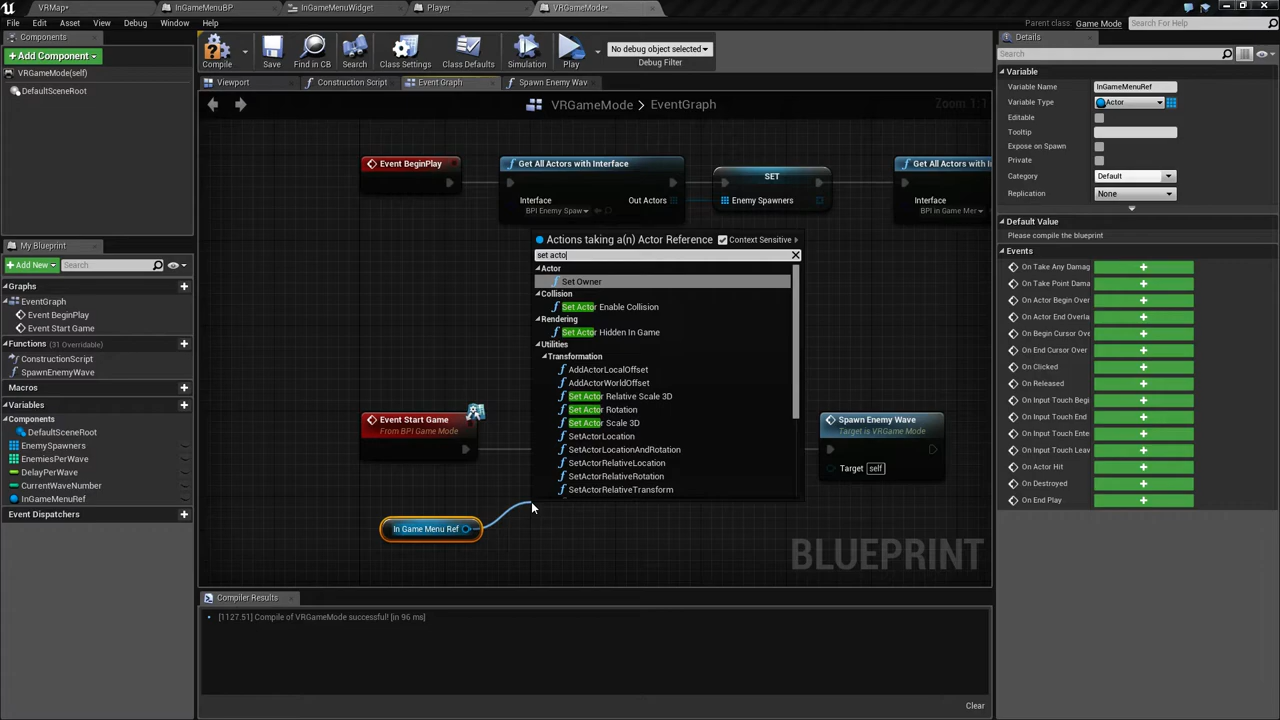 VRMap•
InGameMenuBP
InGameMenuWidget
Player
VRGameMode•
File Edit Asset View Debug Window Help
Parent class: Game Mode
Search For Help
Components
Details
+ Add Component
Compile Save Find in CB Search Class Settings Class Defaults Simulation Play
No debug object selected
Debug Filter
Search
VRGameMode(self)
DefaultSceneRoot
Viewport
Construction Script
Event Graph
Spawn Enemy Wav
VRGameMode > EventGraph
Zoom 1:1
Variable
Variable Name InGameMenuRef
Variable Type Actor
Editable
Tooltip
Expose on Spawn
Private
Category Default
Replication None
Default Value
Please compile the blueprint
Events
On Take Any Damag
On Take Point Damag
On Actor Begin Over
On Actor End Overla
On Begin Cursor Ove
On End Cursor Over
On Clicked
On Released
On Input Touch Begi
On Input Touch End
On Input Touch Ente
On Input Touch Leav
On Actor Hit
On Destroyed
On End Play
My Blueprint
+ Add New
Search
Graphs
EventGraph
Event BeginPlay
Event Start Game
Functions (31 Overridable)
ConstructionScript
SpawnEnemyWave
Macros
Variables
Components
DefaultSceneRoot
EnemySpawners
EnemiesPerWave
DelayPerWave
CurrentWaveNumber
InGameMenuRef
Event Dispatchers
Event BeginPlay
Get All Actors with Interface
Interface
BPI Enemy Spaw
Out Actors
SET
Enemy Spawners
Get All Actors with I
Interface
BPI in Game Mer
Actions taking a(n) Actor Reference
Context Sensitive
set acto
Actor
Set Owner
Collision
Set Actor Enable Collision
Rendering
Set Actor Hidden In Game
Utilities
Transformation
AddActorLocalOffset
AddActorWorldOffset
Set Actor Relative Scale 3D
Set Actor Rotation
Set Actor Scale 3D
SetActorLocation
SetActorLocationAndRotation
SetActorRelativeLocation
SetActorRelativeRotation
SetActorRelativeTransform
Event Start Game
From BPI Game Mode
Spawn Enemy Wave
Target is VRGame Mode
Target self
In Game Menu Ref
BLUEPRINT
Compiler Results
[1127.51] Compile of VRGameMode successful! [in 96 ms]
Clear